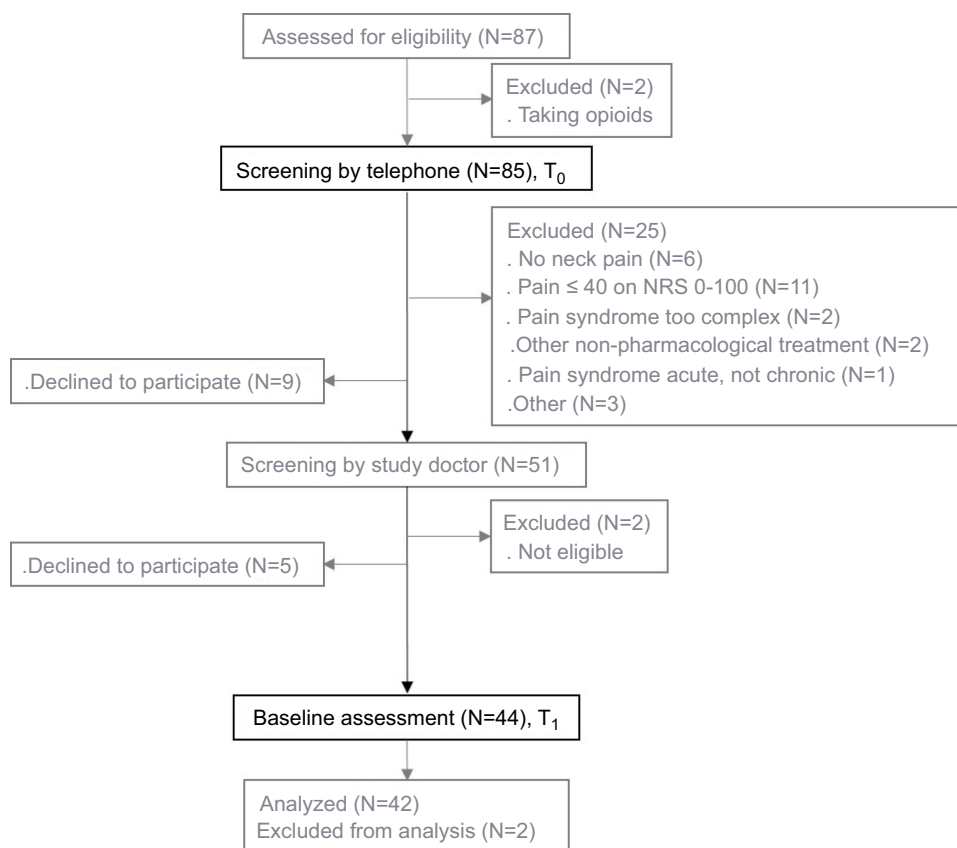 Assessed for eligibility (N=87)
Excluded (N=2)
. Taking opioids
Screening by telephone (N=85), T₀
Excluded (N=25)
. No neck pain (N=6)
. Pain ≤ 40 on NRS 0-100 (N=11)
. Pain syndrome too complex (N=2)
.Other non-pharmacological treatment (N=2)
. Pain syndrome acute, not chronic (N=1)
.Other (N=3)
.Declined to participate (N=9)
Screening by study doctor (N=51)
Excluded (N=2)
. Not eligible
.Declined to participate (N=5)
Baseline assessment (N=44), T₁
Analyzed (N=42)
Excluded from analysis (N=2)